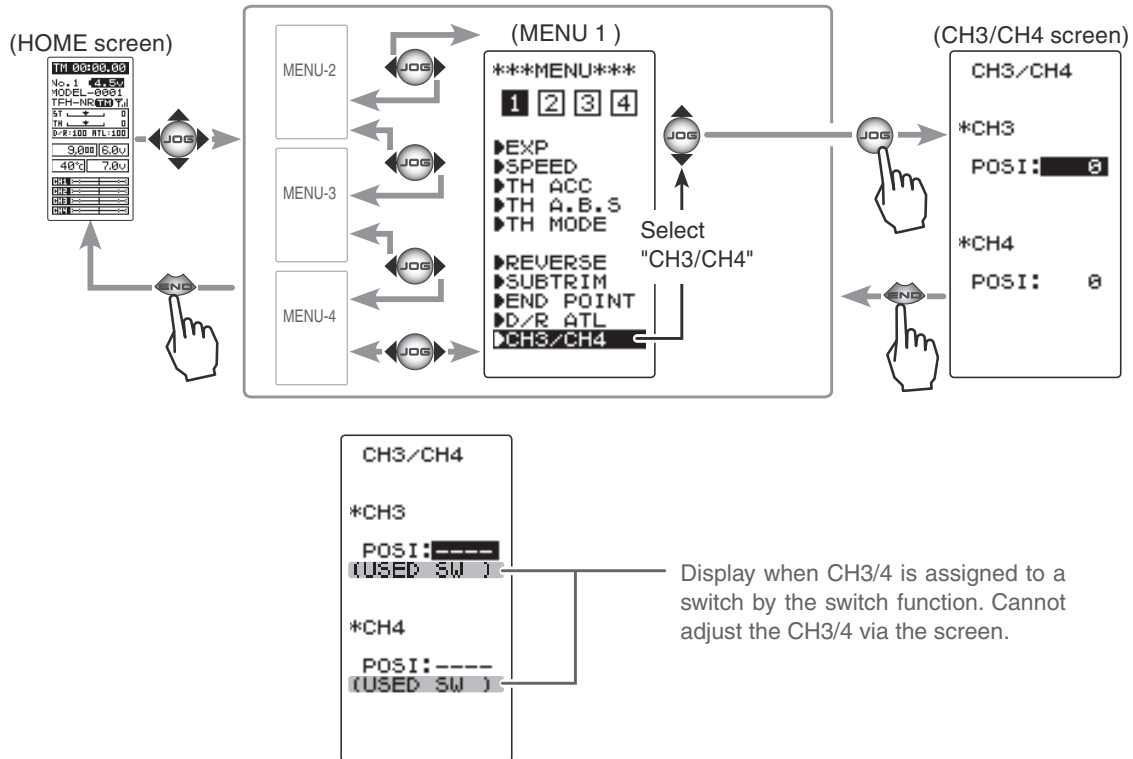 (HOME screen)
TM 00:00.00
No.1 4.5v
MODEL-0001
TFH-NR TM
ST 0
TH 0
D/R:100 ATL:100
9,000 6.0v
40°c 7.0v
CH1
CH2
CH3
CH4
JOG
END
MENU-2
JOG
MENU-3
JOG
MENU-4
JOG
JOG
(MENU 1 )
***MENU***
1 2 3 4
EXP
SPEED
TH ACC
TH A.B.S
TH MODE
REVERSE
SUBTRIM
END POINT
D/R ATL
CH3/CH4
JOG
Select
"CH3/CH4"
JOG
END
(CH3/CH4 screen)
CH3/CH4
*CH3
POSI: 0
*CH4
POSI: 0
CH3/CH4
*CH3
POSI:----
(USED SW )
*CH4
POSI:----
(USED SW )
Display when CH3/4 is assigned to a
switch by the switch function. Cannot
adjust the CH3/4 via the screen.